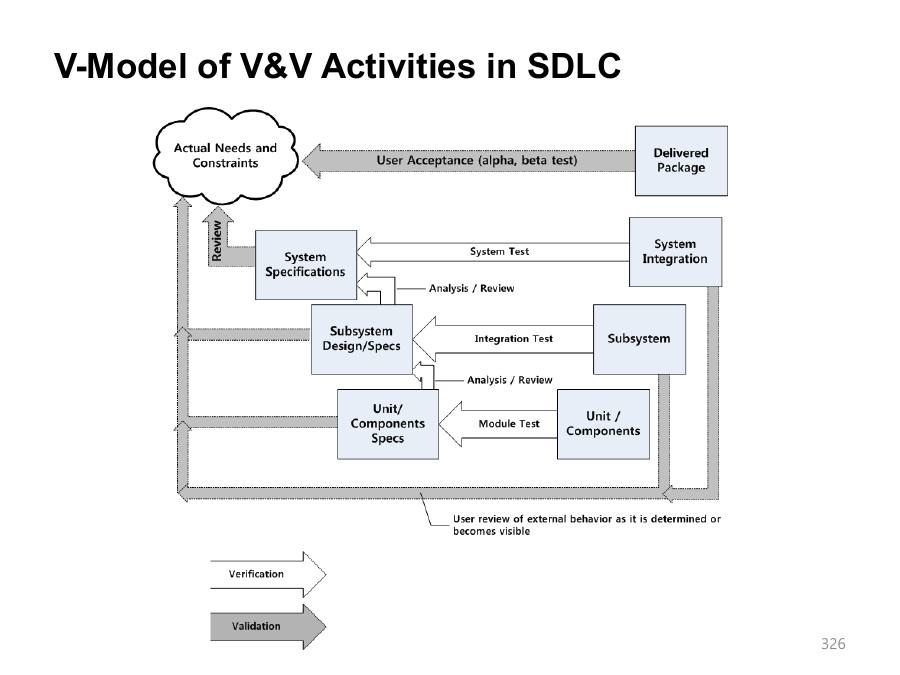 V-Model of V&V Activities in SDLC
Actual Needs and
Constraints
User Acceptance (alpha, beta test)
Delivered
Package
Review
System
Specifications
System Test
System
Integration
Analysis / Review
Subsystem
Design/Specs
Integration Test
Subsystem
Analysis / Review
Unit/
Components
Specs
Module Test
Unit /
Components
User review of external behavior as it is determined or
becomes visible
Verification
Validation
326